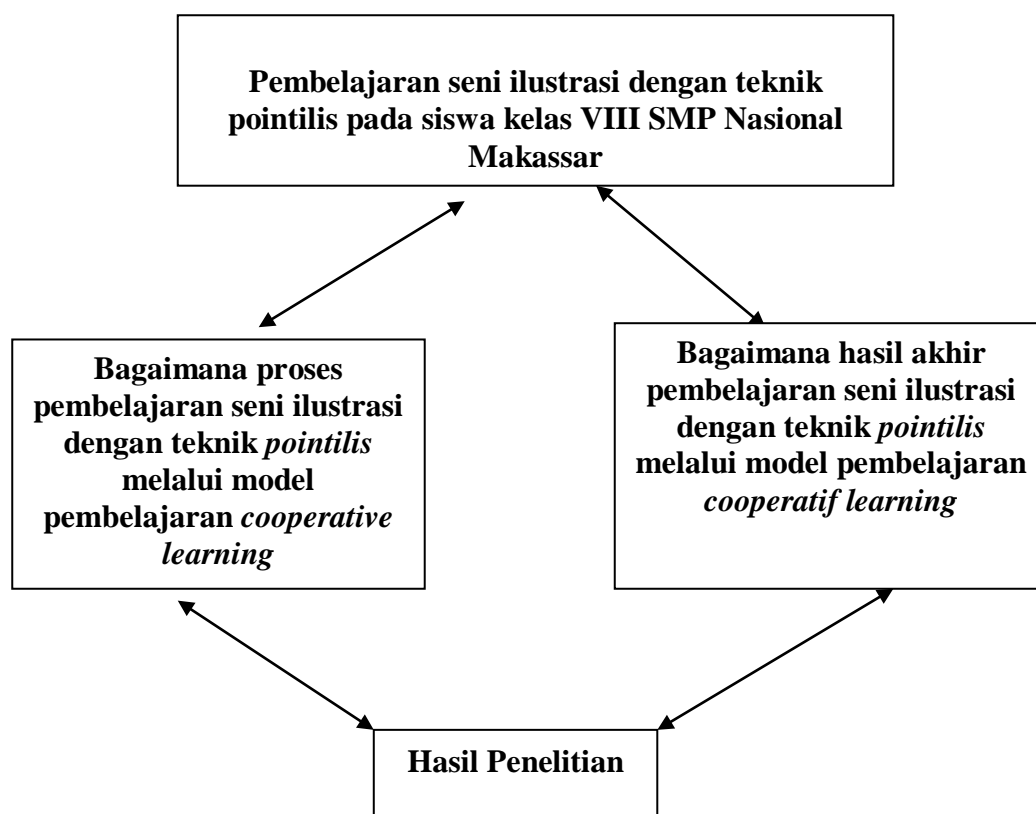 Pembelajaran seni ilustrasi dengan teknik
pointilis pada siswa kelas VIII SMP Nasional
Makassar
Bagaimana proses
pembelajaran seni ilustrasi
dengan teknik pointilis
melalui model
pembelajaran cooperative
learning
Bagaimana hasil akhir
pembelajaran seni ilustrasi
dengan teknik pointilis
melalui model pembelajaran
cooperatif learning
Hasil Penelitian